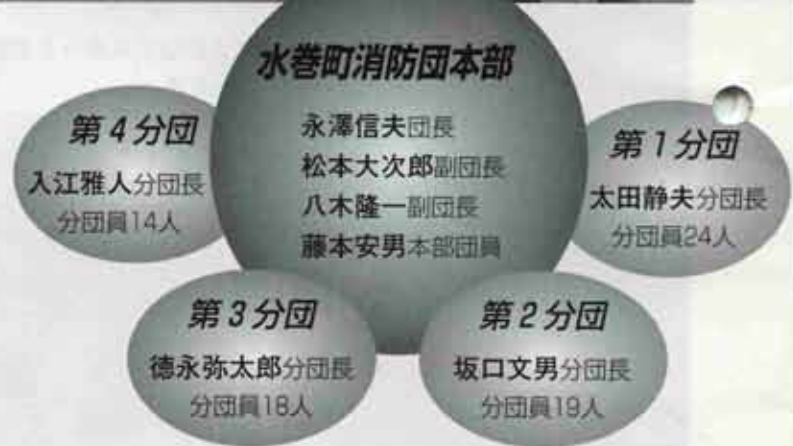 水巻町消防団本部
永澤信夫団長
松本大次郎副団長
八木隆一副団長
藤本安男本部団員
第1分団
太田静夫分団長
分団員24人
第2分団
坂口文男分団長
分団員19人
第3分団
徳永弥太郎分団長
分団員18人
第4分団
入江雅人分団長
分団員14人